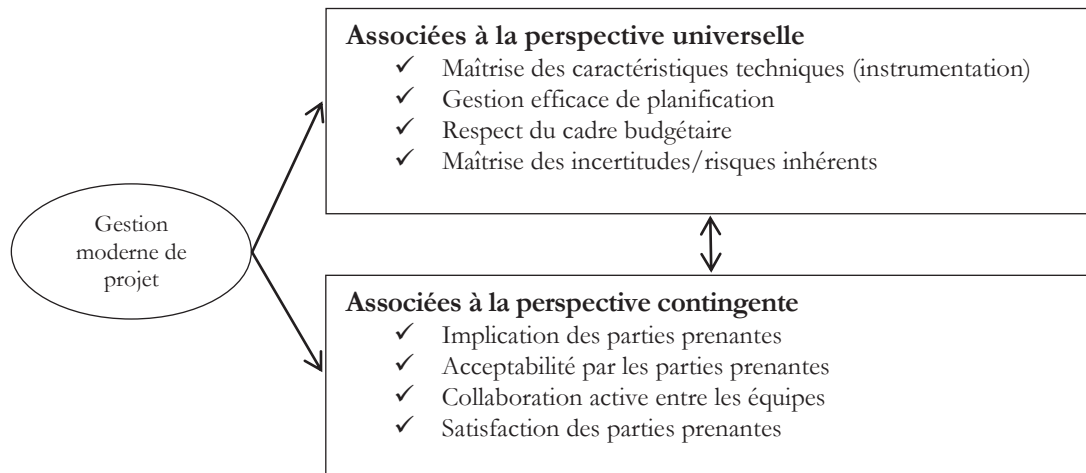 Associées à la perspective universelle
✓ Maîtrise des caractéristiques techniques (instrumentation)
✓ Gestion efficace de planification
✓ Respect du cadre budgétaire
✓ Maîtrise des incertitudes/risques inhérents
Gestion
moderne de
projet
Associées à la perspective contingente
✓ Implication des parties prenantes
✓ Acceptabilité par les parties prenantes
✓ Collaboration active entre les équipes
✓ Satisfaction des parties prenantes